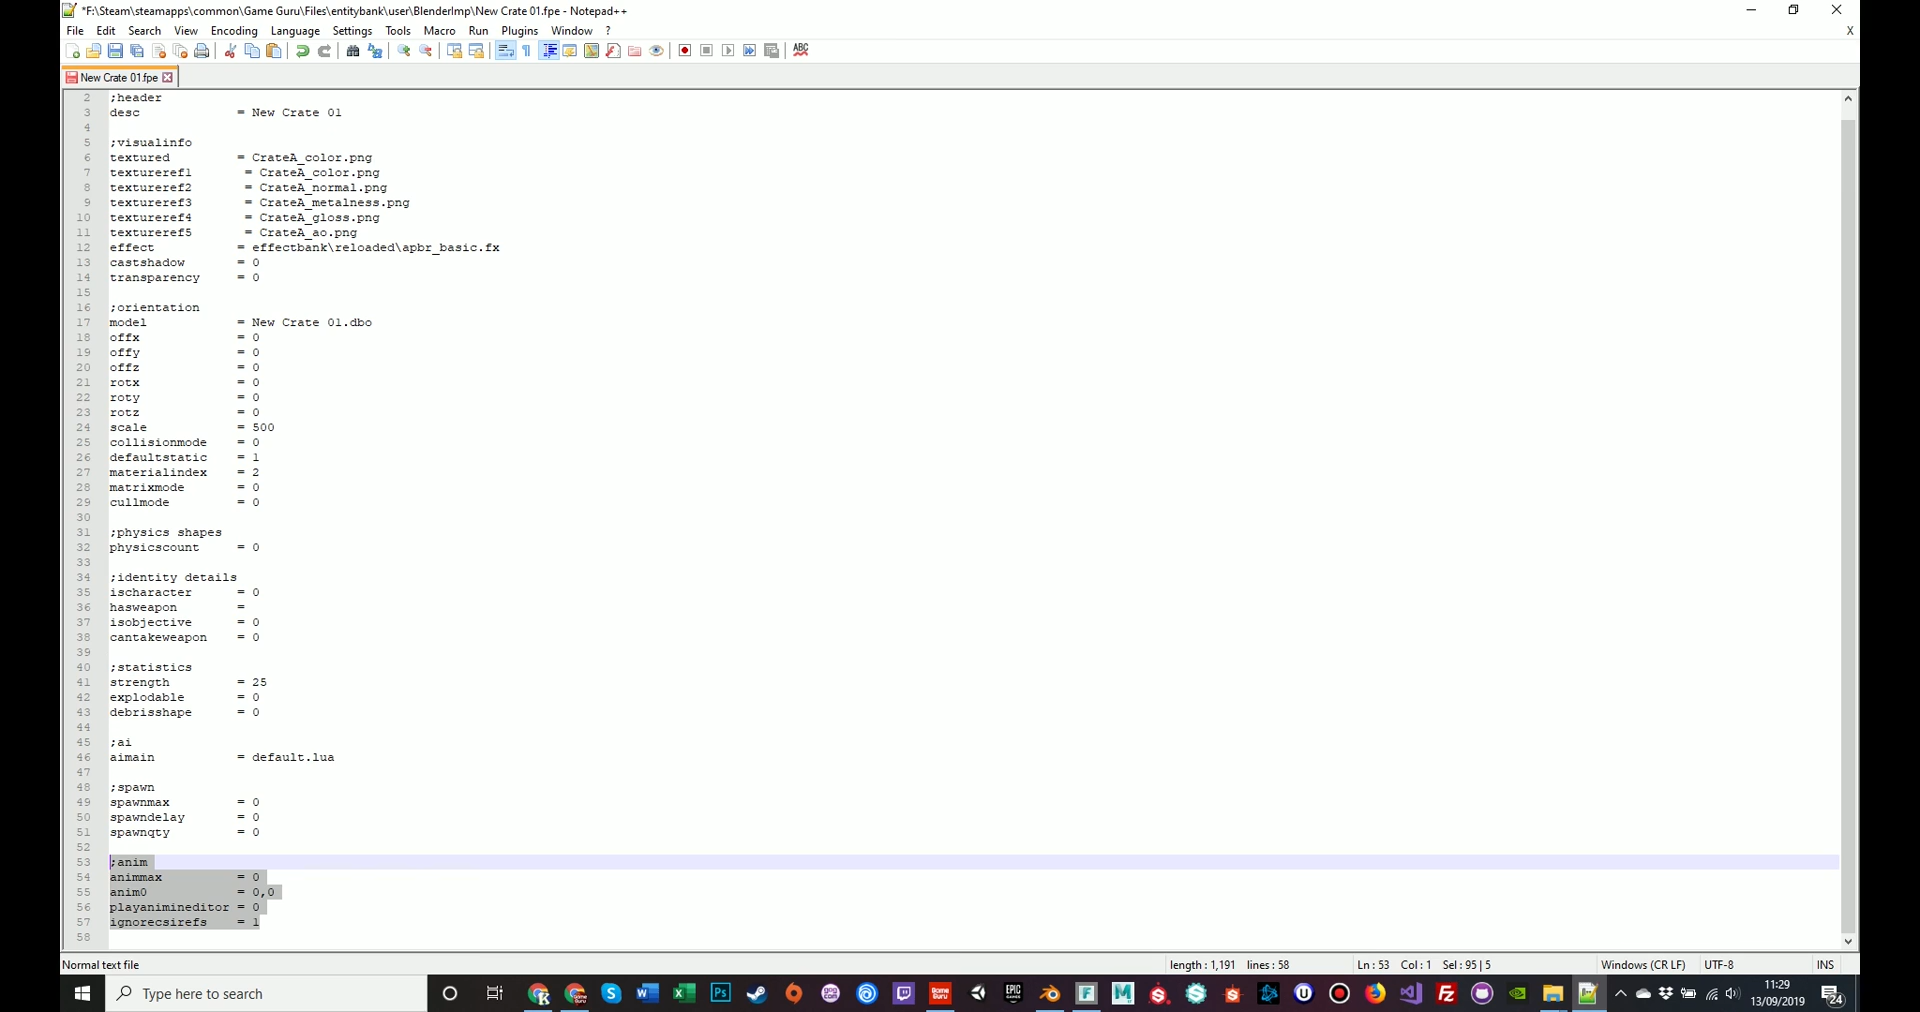 *F:\Steam\steamapps\common\Game Guru\Files\entitybank\user\BlenderImp\New Crate 01.fpe - Notepad++
File Edit Search View Encoding Language Settings Tools Macro Run Plugins Window ? X
New Crate 01.fpe
2 ;header
3 desc = New Crate 01
4
5 ;visualinfo
6 textured = CrateA_color.png
7 textureref1 = CrateA_color.png
8 textureref2 = CrateA_normal.png
9 textureref3 = CrateA_metalness.png
10 textureref4 = CrateA_gloss.png
11 textureref5 = CrateA_ao.png
12 effect = effectbank\reloaded\apbr_basic.fx
13 castshadow = 0
14 transparency = 0
15
16 ;orientation
17 model = New Crate 01.dbo
18 offx = 0
19 offy = 0
20 offz = 0
21 rotx = 0
22 roty = 0
23 rotz = 0
24 scale = 500
25 collisionmode = 0
26 defaultstatic = 1
27 materialindex = 2
28 matrixmode = 0
29 cullmode = 0
30
31 ;physics shapes
32 physicscount = 0
33
34 ;identity details
35 ischaracter = 0
36 hasweapon =
37 isobjective = 0
38 cantakeweapon = 0
39
40 ;statistics
41 strength = 25
42 explodable = 0
43 debrisshape = 0
44
45 ;ai
46 aimain = default.lua
47
48 ;spawn
49 spawnmax = 0
50 spawndelay = 0
51 spawnqty = 0
52
53 ;anim
54 animmax = 0
55 anim0 = 0,0
56 playanimineditor = 0
57 ignorecsirefs = 1
58
Normal text file length : 1,191 lines : 58 Ln : 53 Col : 1 Sel : 95 | 5 Windows (CR LF) UTF-8 INS
Type here to search
11:29
13/09/2019
24